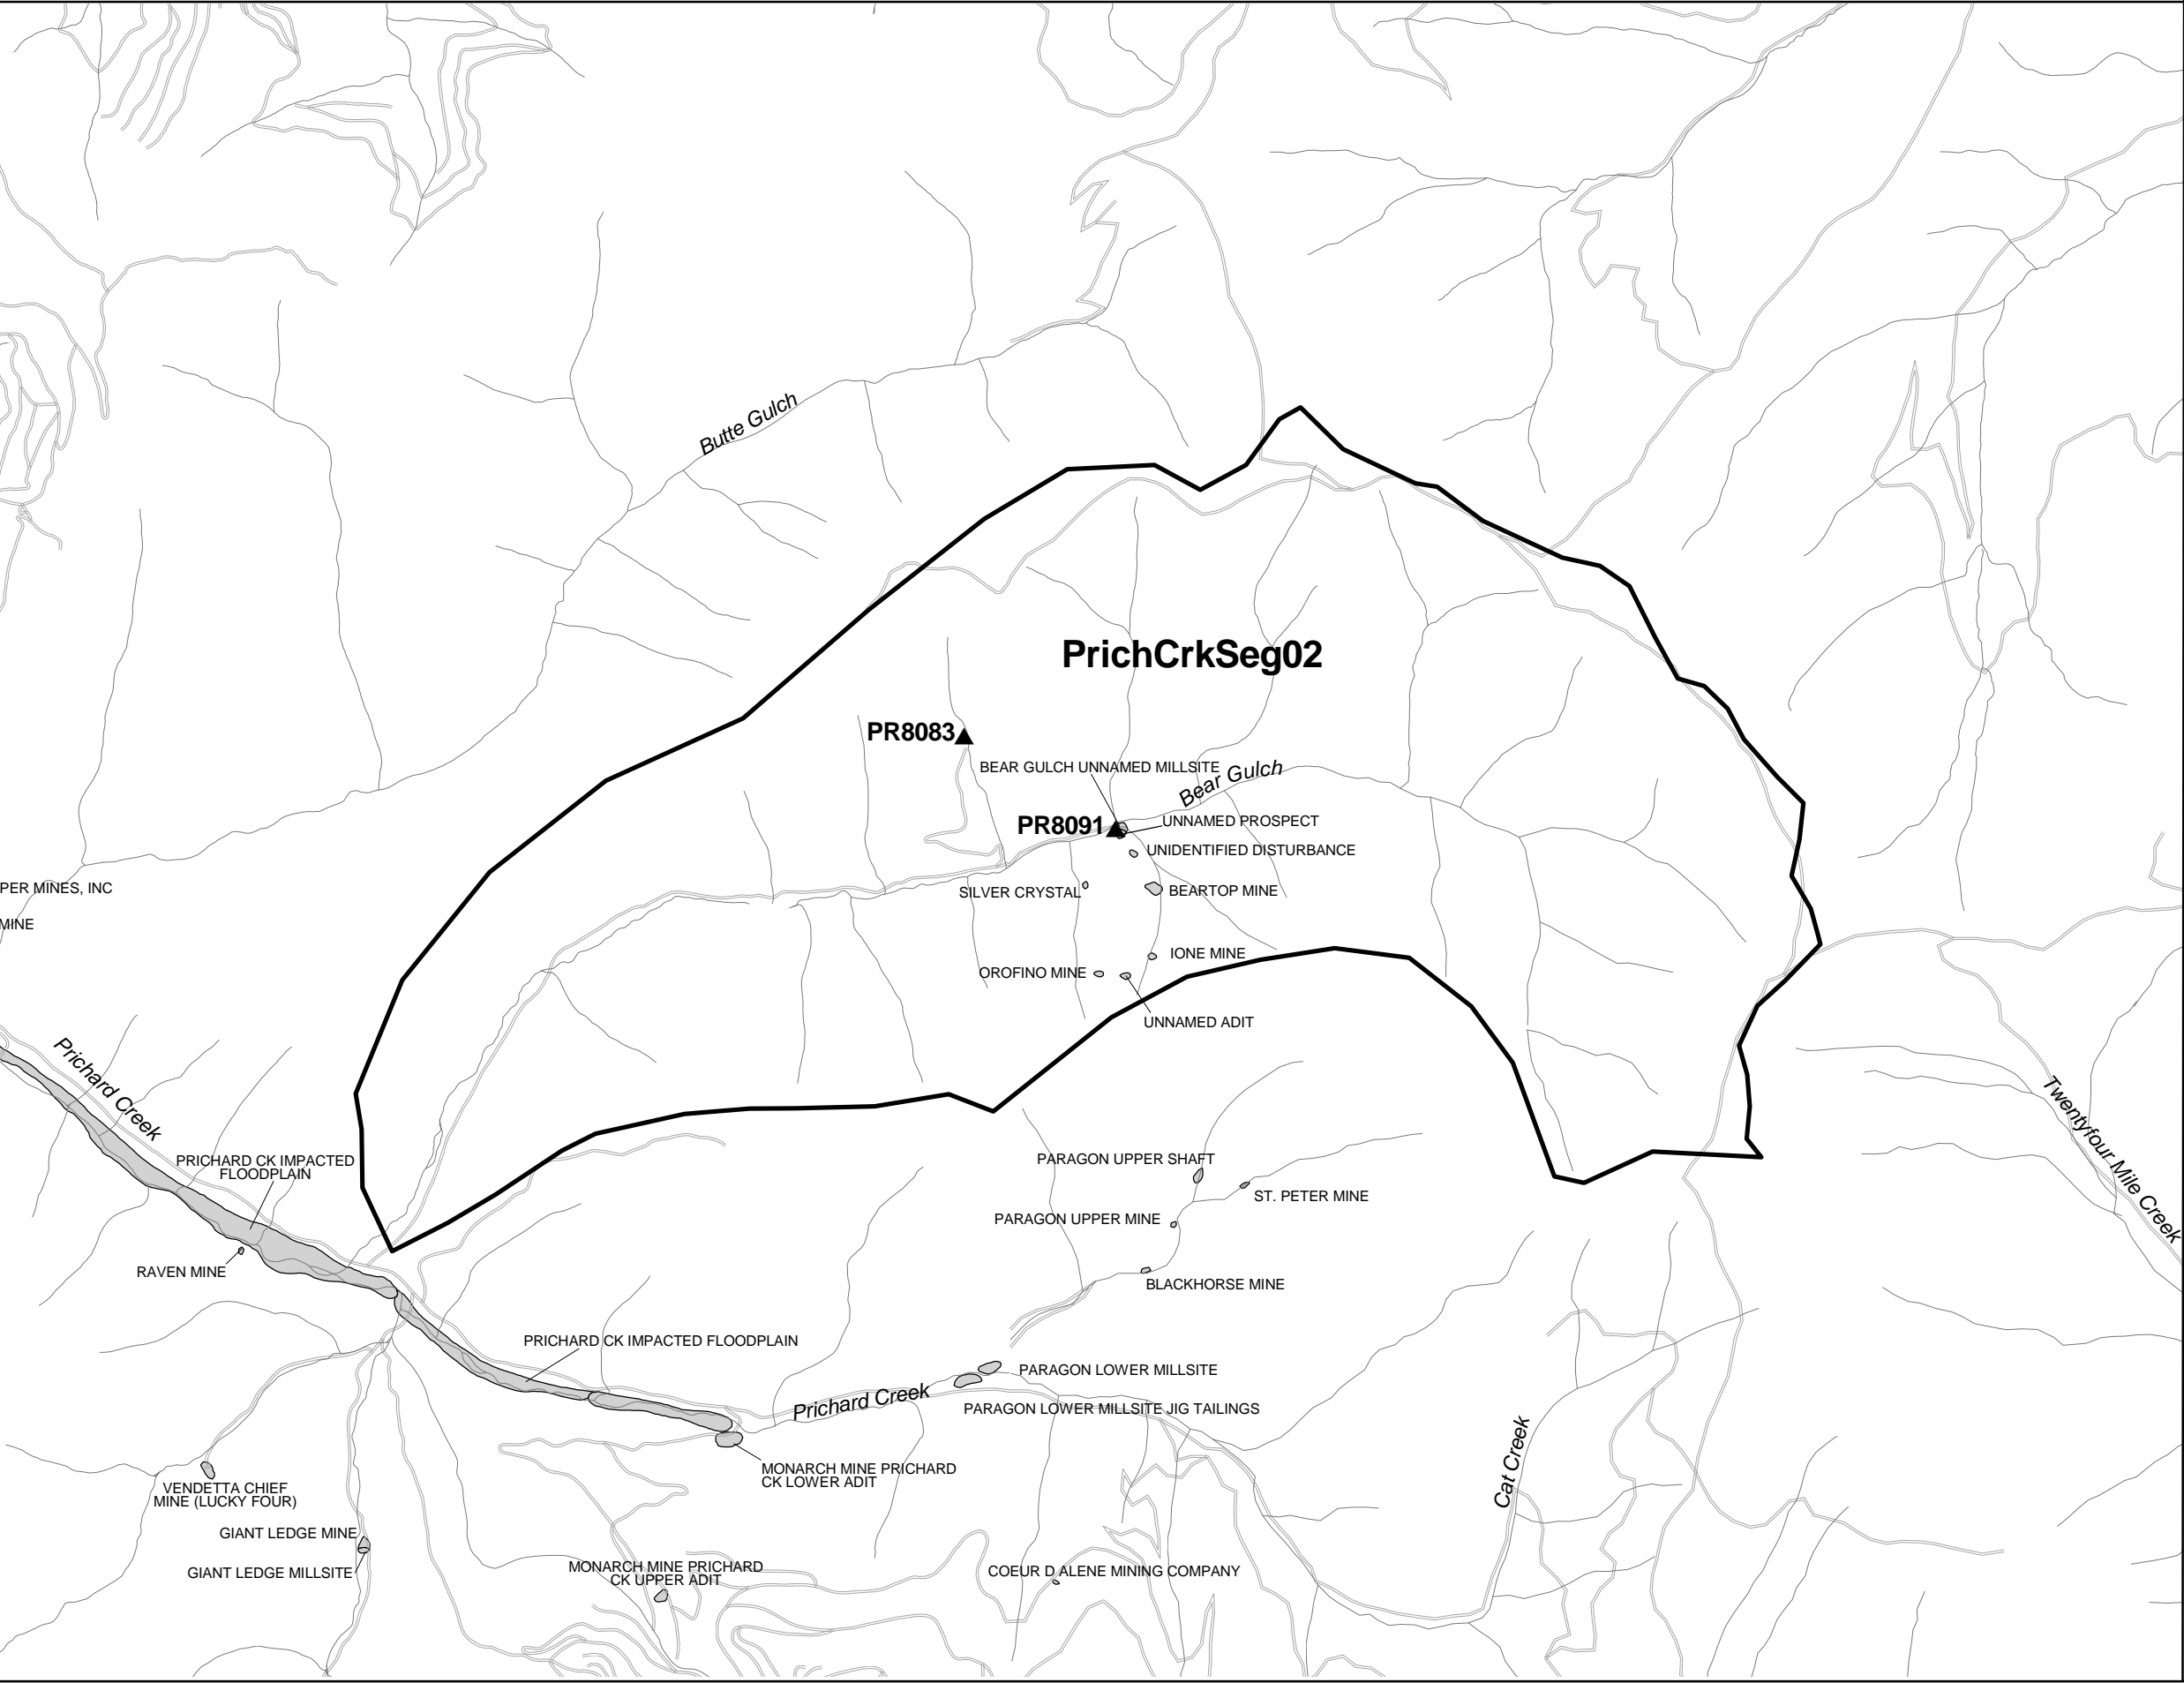 Butte Gulch
PrichCrkSeg02
PR8083
BEAR GULCH UNNAMED MILLSITE
Bear Gulch
PR8091
UNNAMED PROSPECT
UNIDENTIFIED DISTURBANCE
SILVER CRYSTAL
BEARTOP MINE
PER MINES, INC
MINE
IONE MINE
OROFINO MINE
UNNAMED ADIT
Prichard Creek
Twentyfour Mile Creek
PRICHARD CK IMPACTED
FLOODPLAIN
PARAGON UPPER SHAFT
ST. PETER MINE
PARAGON UPPER MINE
RAVEN MINE
BLACKHORSE MINE
PRICHARD CK IMPACTED FLOODPLAIN
PARAGON LOWER MILLSITE
Prichard Creek
PARAGON LOWER MILLSITE JIG TAILINGS
Cat Creek
MONARCH MINE PRICHARD
CK LOWER ADIT
VENDETTA CHIEF
MINE (LUCKY FOUR)
GIANT LEDGE MINE
GIANT LEDGE MILLSITE
MONARCH MINE PRICHARD
CK UPPER ADIT
COEUR D ALENE MINING COMPANY